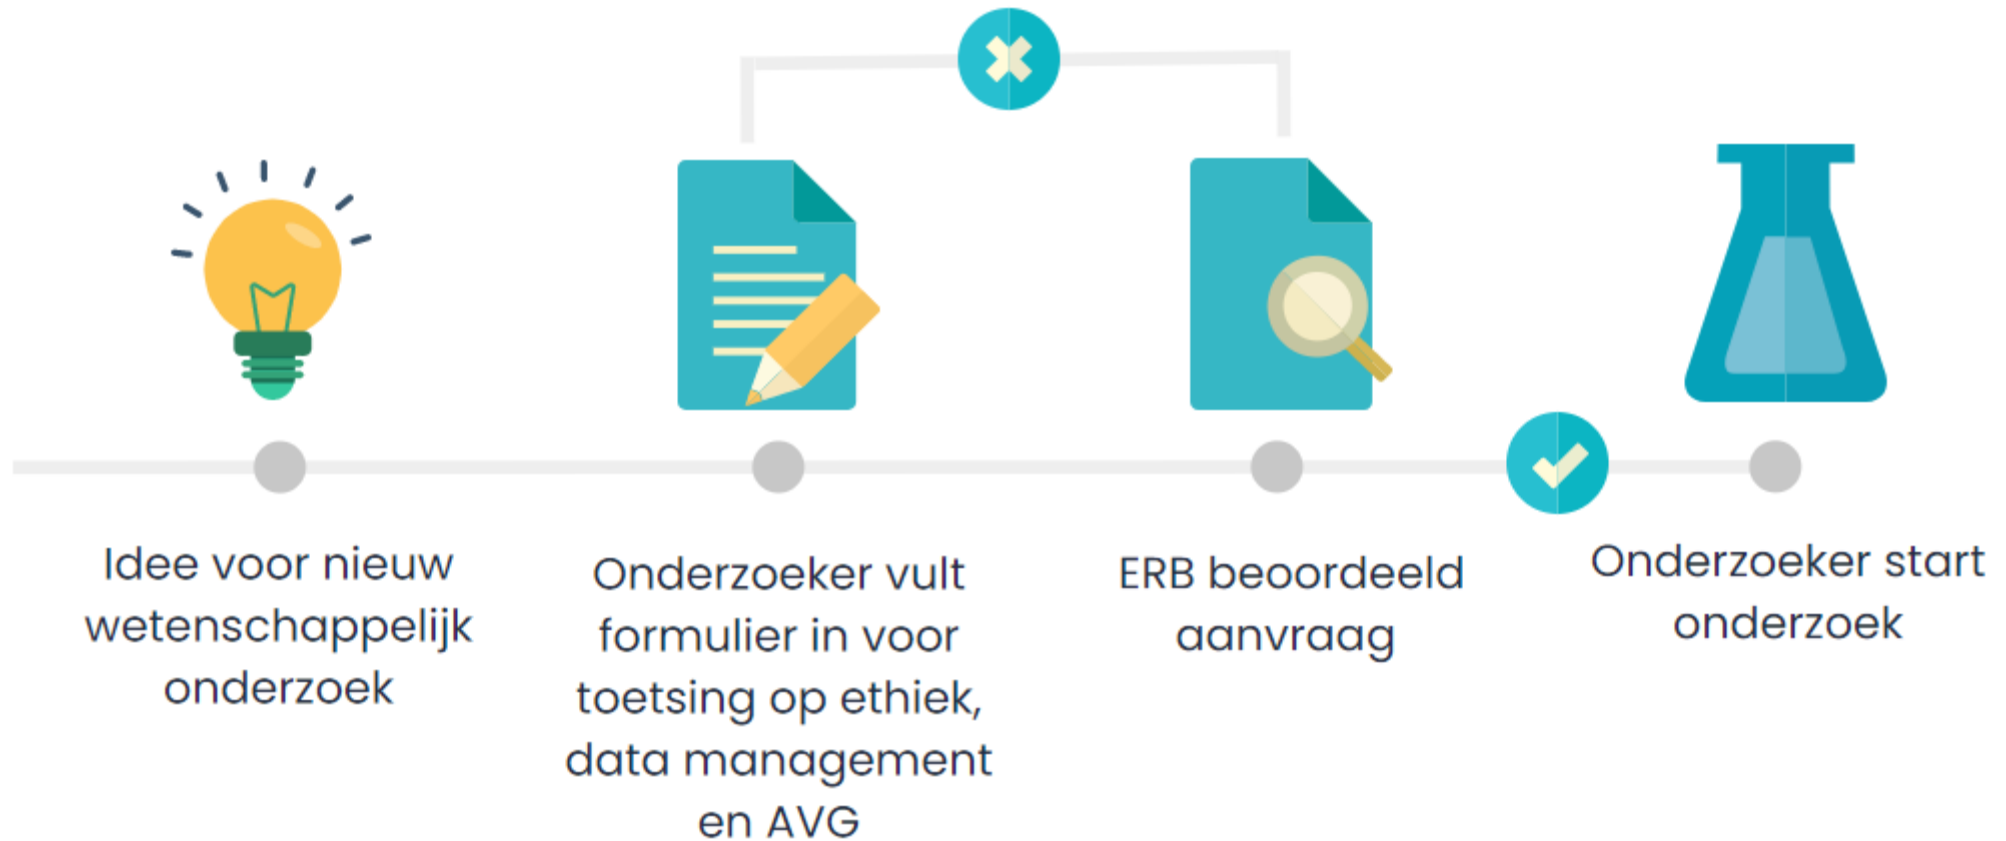 Idee voor nieuw
wetenschappelijk
onderzoek
Onderzoeker vult
formulier in voor
toetsing op ethiek,
data management
en AVG
ERB beoordeeld
aanvraag
Onderzoeker start
onderzoek